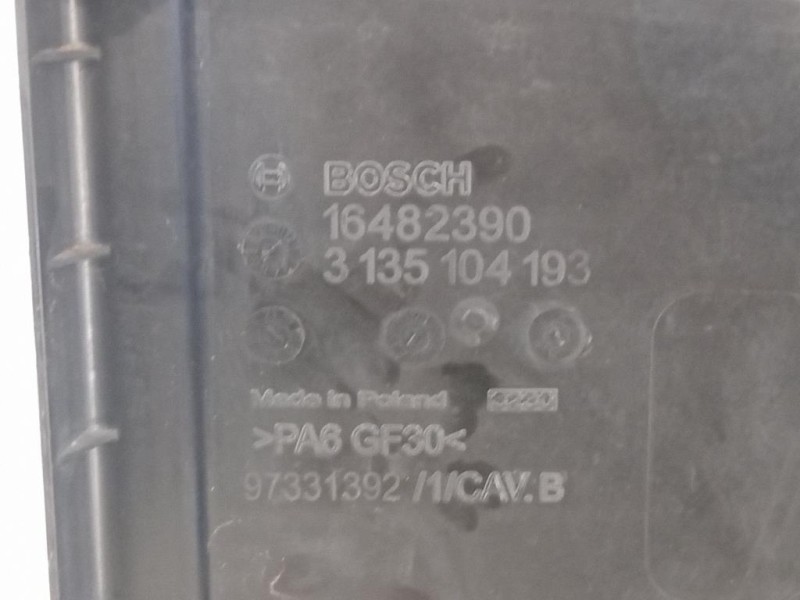 BOSCH
16482390
3 135 104 193
Made in Poland
>PA6 GF30<
97331392 /1/CAV.B